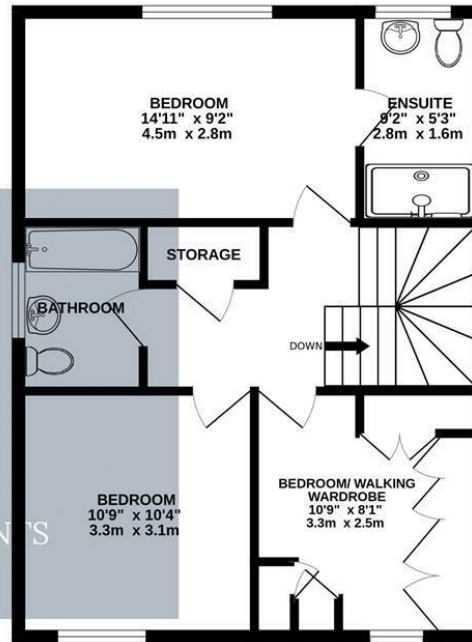 BEDROOM
14'11" x 9'2"
4.5m x 2.8m
ENSUITE
9'2" x 5'3"
2.8m x 1.6m
STORAGE
BATHROOM
DOWN
BEDROOM
10'9" x 10'4"
3.3m x 3.1m
BEDROOM/ WALKING
WARDROBE
10'9" x 8'1"
3.3m x 2.5m